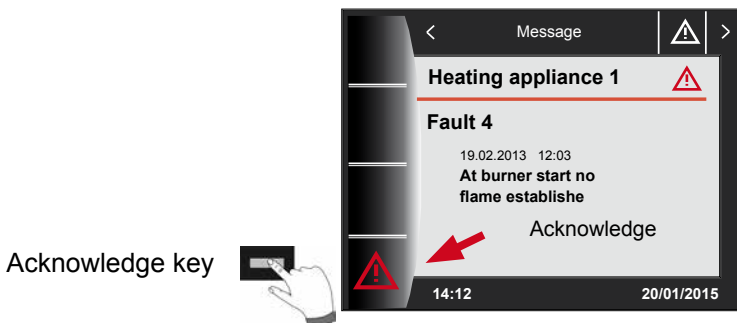 Message
Heating appliance 1
Fault 4
19.02.2013 12:03
At burner start no
flame establishe
Acknowledge
Acknowledge key
14:12 20/01/2015